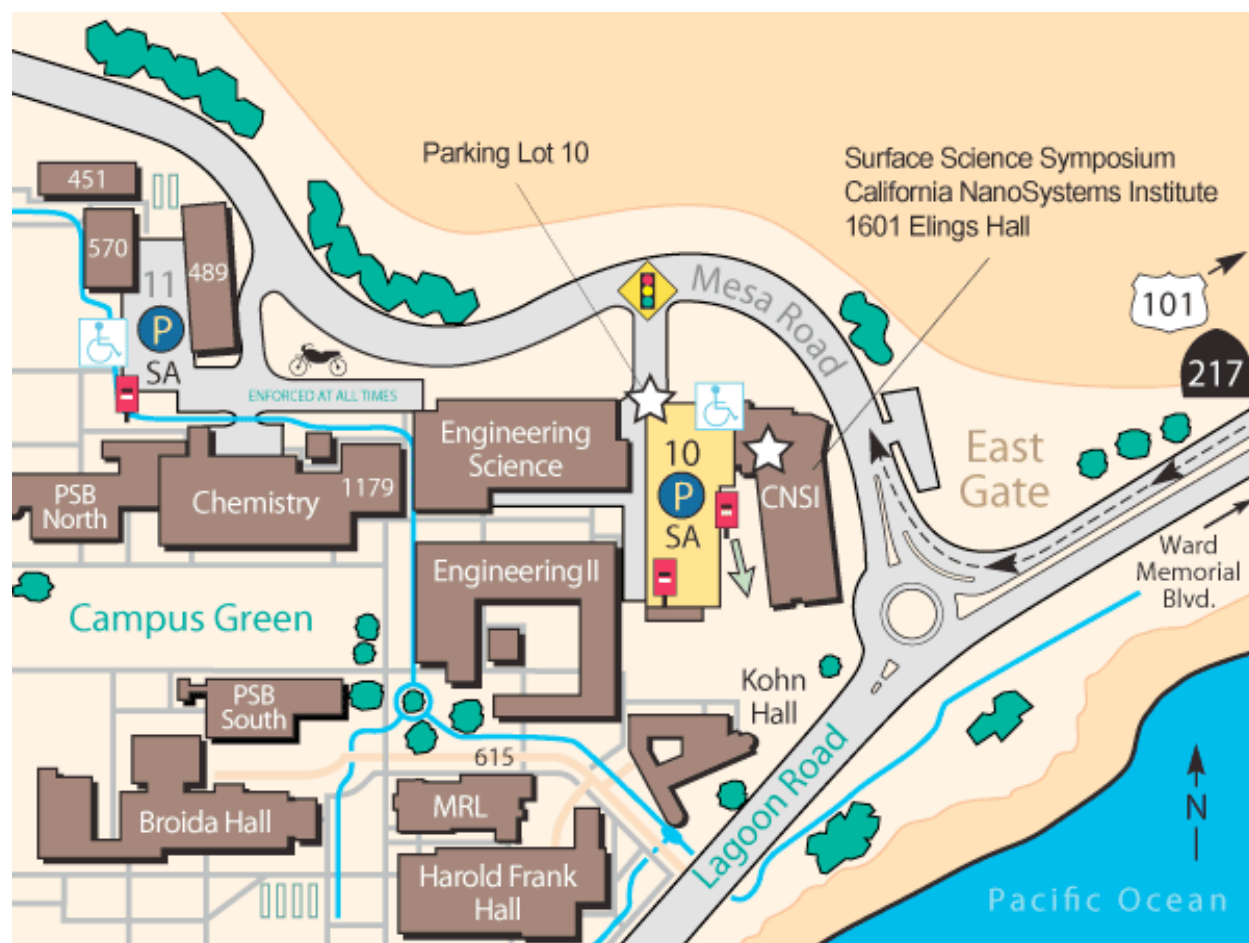 Parking Lot 10
Surface Science Symposium
California NanoSystems Institute
1601 Elings Hall
451
570
489
11
P
SA
Mesa Road
101
217
ENFORCED AT ALL TIMES
Engineering
Science
10
P
SA
CNSI
East
Gate
PSB
North
Chemistry
1179
Engineering II
Ward
Memorial
Blvd.
Campus Green
PSB
South
Kohn
Hall
615
Lagoon Road
Broida Hall
MRL
Harold Frank
Hall
N
Pacific Ocean